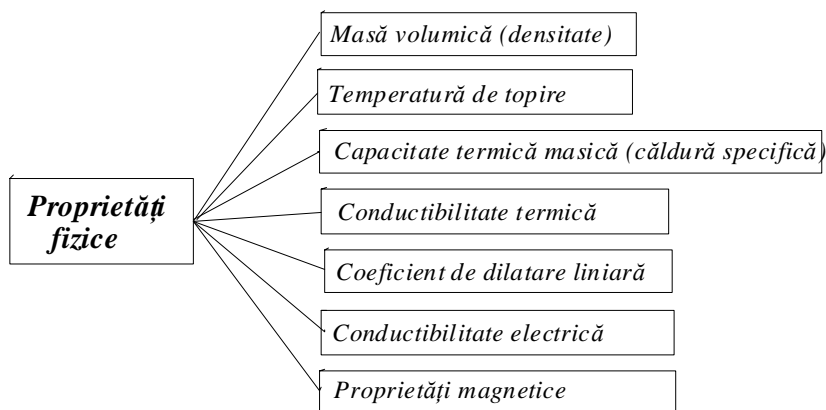 Masă volumică (densitate)
Temperatură de topire
Capacitate termică masică (căldură specifică)
Proprietăți
fizice
Conductibilitate termică
Coeficient de dilatare liniară
Conductibilitate electrică
Proprietăți magnetice